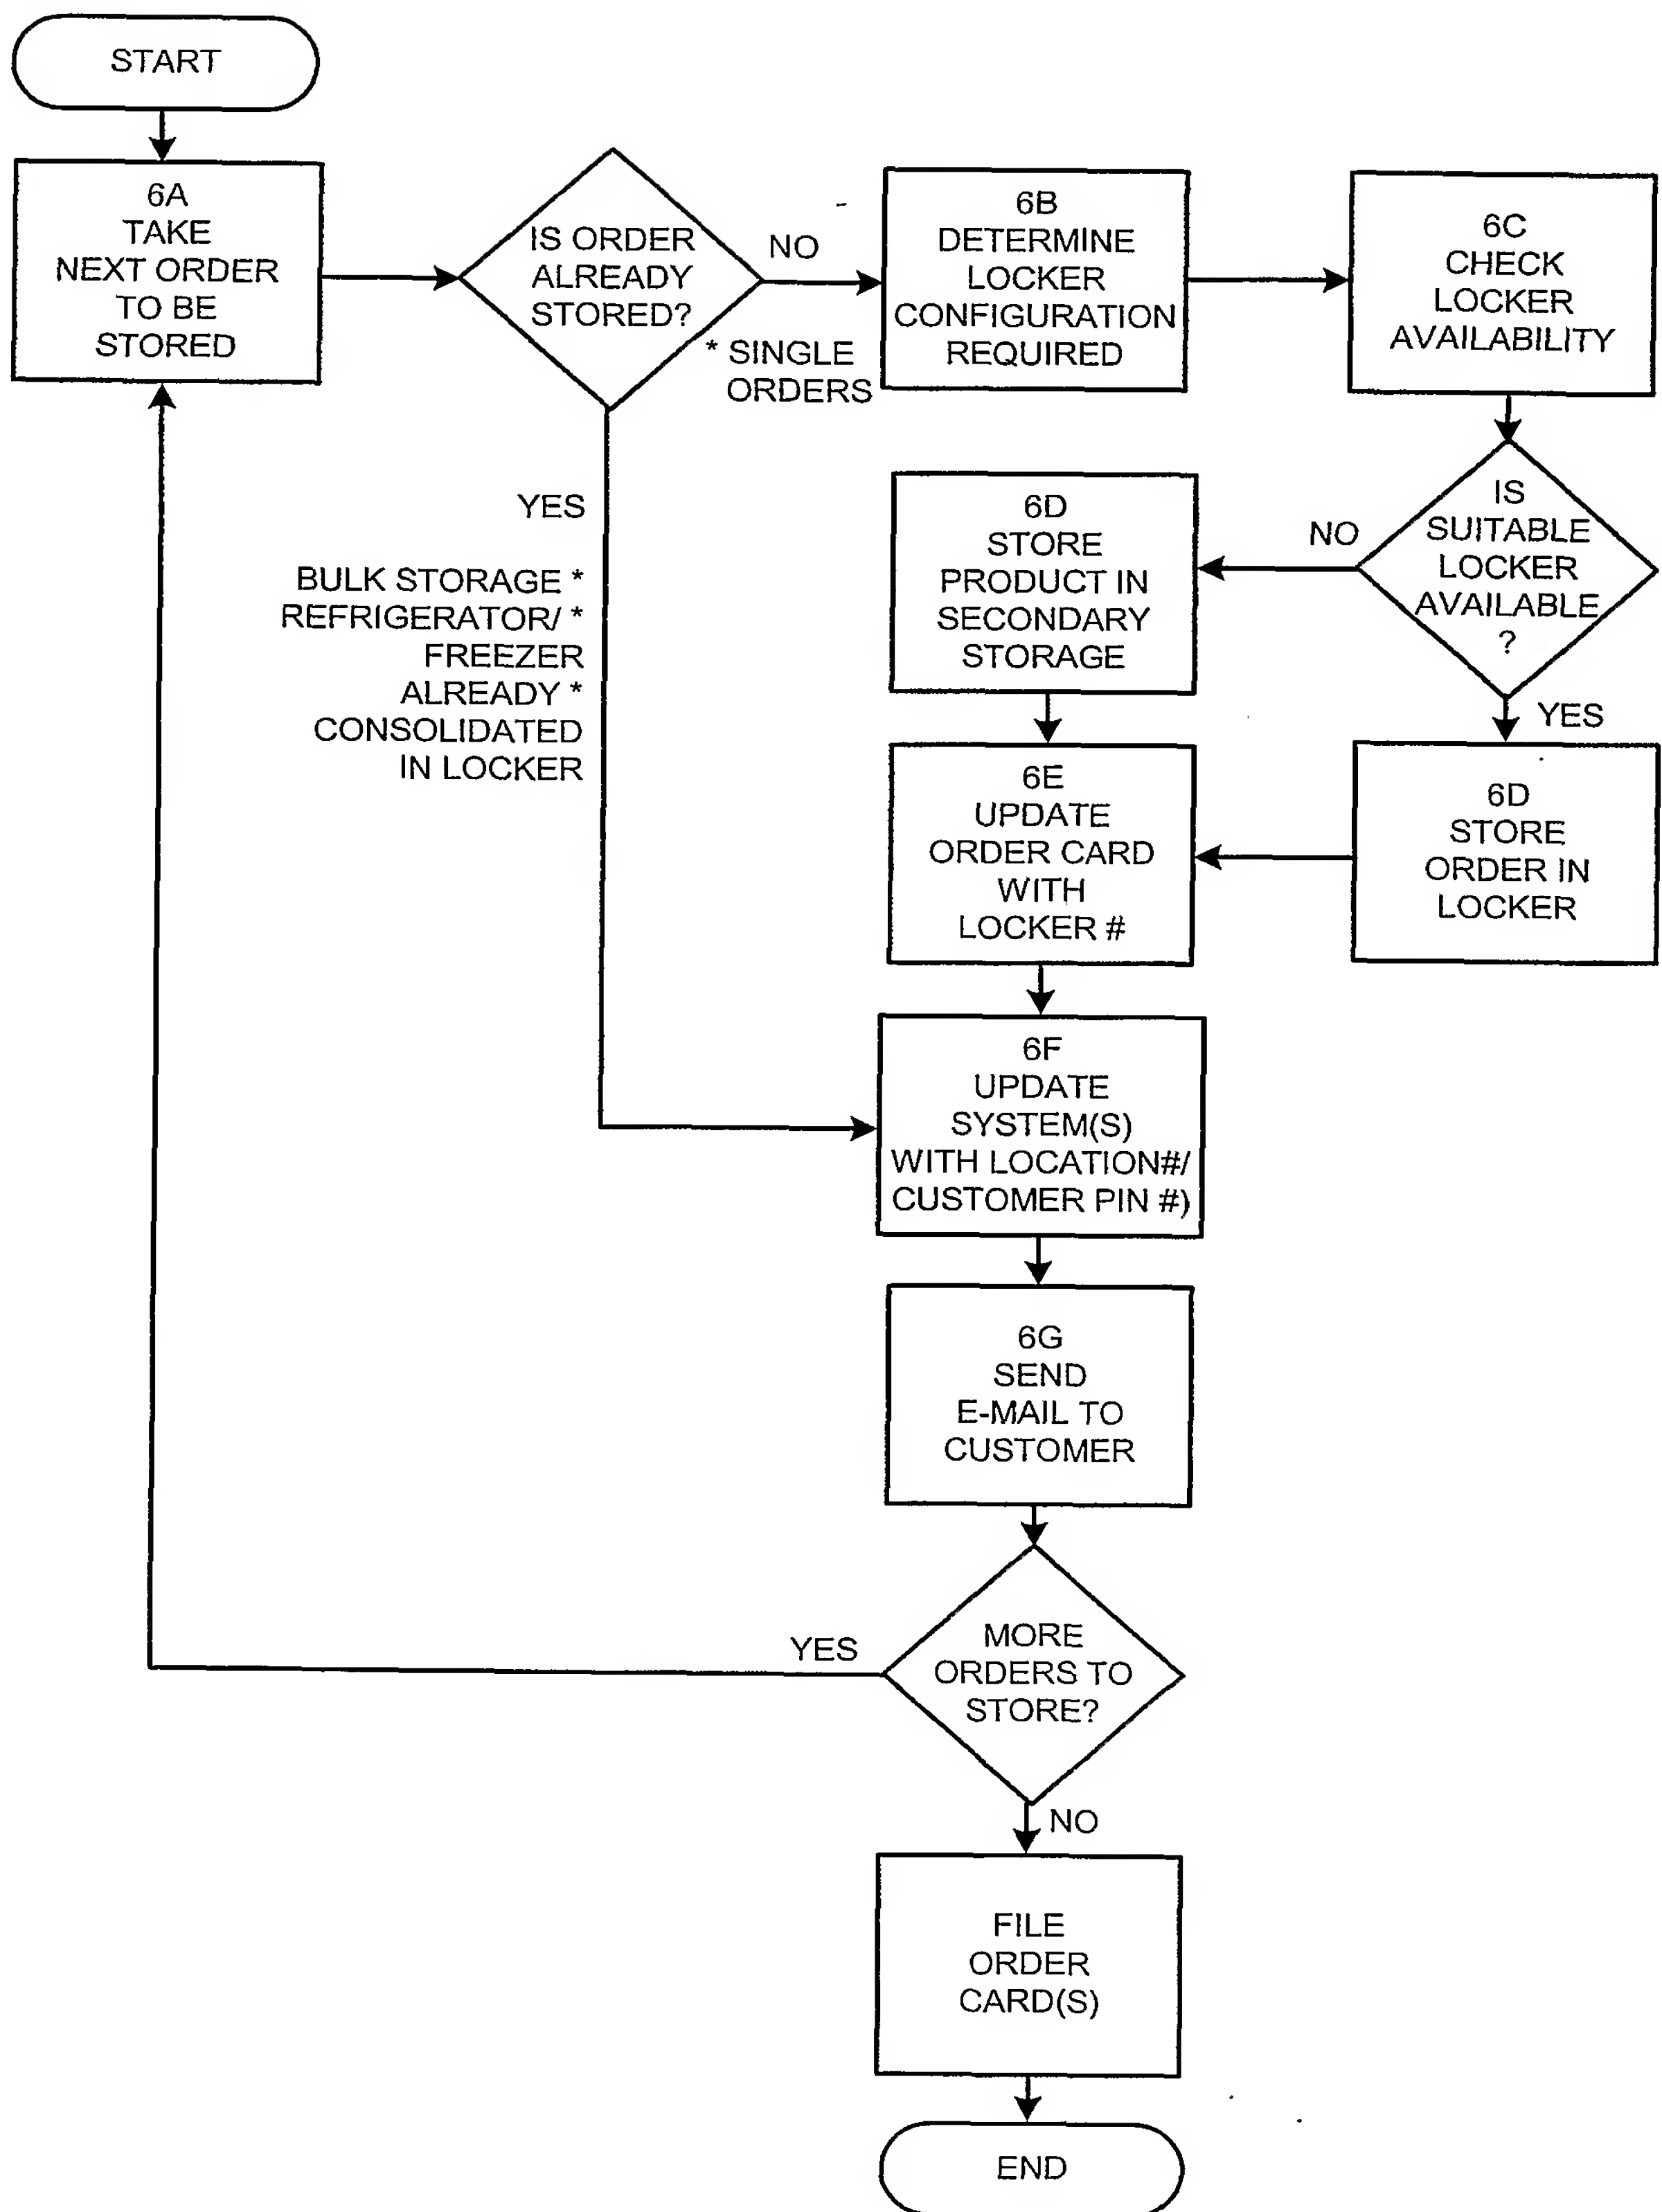 START
6A
TAKE
NEXT ORDER
TO BE
STORED
IS ORDER
ALREADY
STORED?
NO
* SINGLE
ORDERS
6B
DETERMINE
LOCKER
CONFIGURATION
REQUIRED
6C
CHECK
LOCKER
AVAILABILITY
IS
SUITABLE
LOCKER
AVAILABLE
?
NO
YES
6D
STORE
PRODUCT IN
SECONDARY
STORAGE
6D
STORE
ORDER IN
LOCKER
YES
BULK STORAGE *
REFRIGERATOR/ *
FREEZER
ALREADY *
CONSOLIDATED
IN LOCKER
6E
UPDATE
ORDER CARD
WITH
LOCKER #
6F
UPDATE
SYSTEM(S)
WITH LOCATION#/
CUSTOMER PIN #)
6G
SEND
E-MAIL TO
CUSTOMER
MORE
ORDERS TO
STORE?
YES
NO
FILE
ORDER
CARD(S)
END